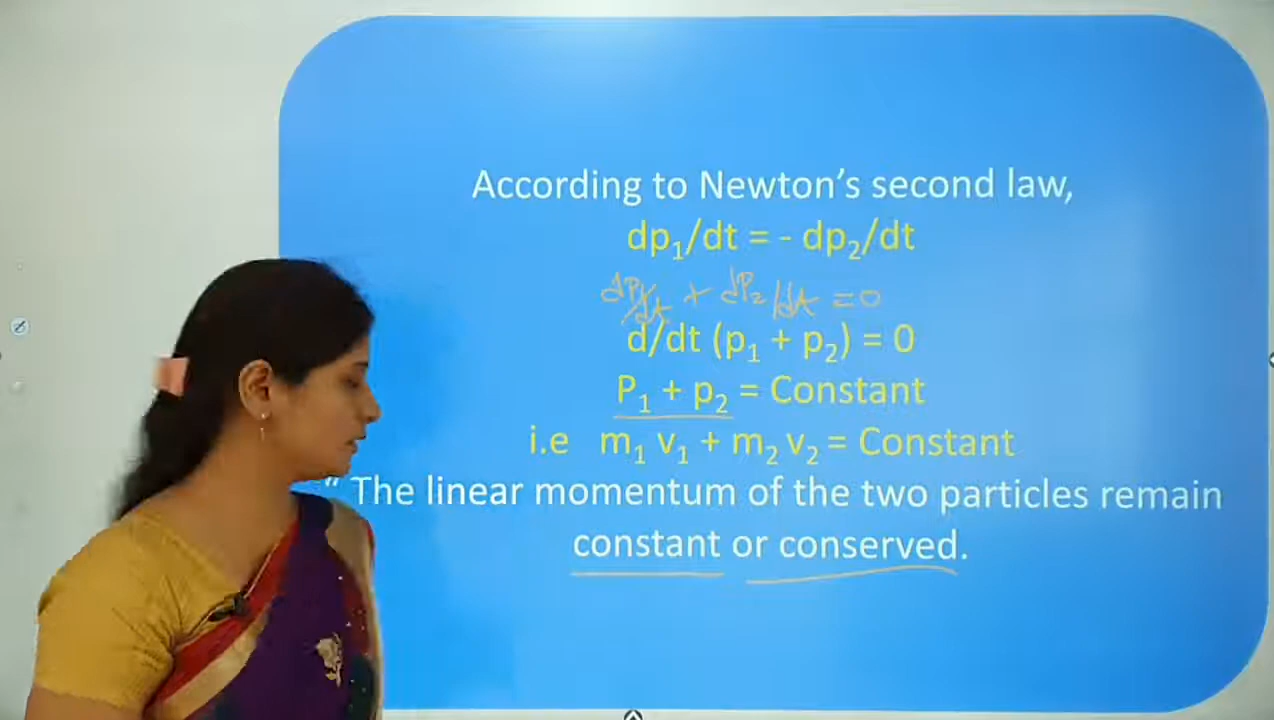 According to Newton's second law,
dp₁/dt = - dp₂/dt
dP₁/dt + dP₂/dt = 0
d/dt (p₁ + p₂) = 0
P₁ + p₂ = Constant
i.e m₁ v₁ + m₂ v₂ = Constant
“ The linear momentum of the two particles remain
constant or conserved.